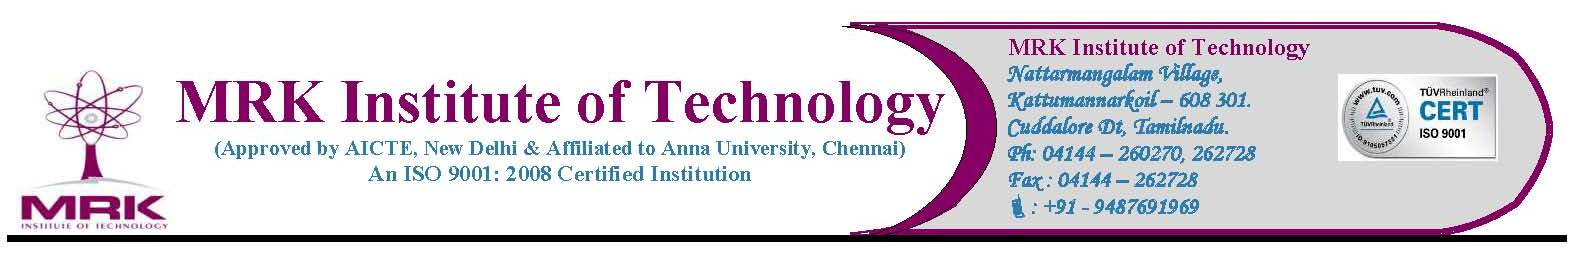 MRK
INSTITUTE OF TECHNOLOGY
MRK Institute of Technology
(Approved by AICTE, New Delhi & Affiliated to Anna University, Chennai)
An ISO 9001: 2008 Certified Institution
MRK Institute of Technology
Nattarmangalam Village,
Kattumannarkoil – 608 301.
Cuddalore Dt, Tamilnadu.
Ph: 04144 – 260270, 262728
Fax : 04144 – 262728
: +91 - 9487691969
www.tuv.com
TÜVRheinland
TÜVRheinland®
CERT
ISO 9001